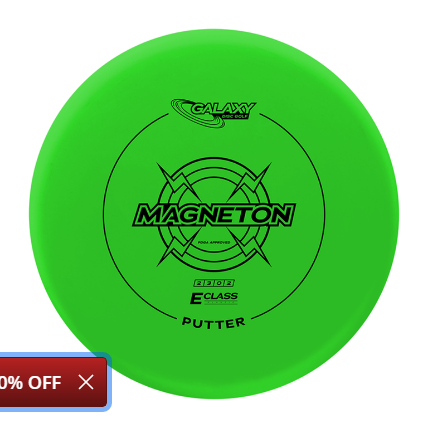 GALAXY
DISC GOLF
MAGNETON
PDGA APPROVED
2 3 0 2
E CLASS
PUTTER
0% OFF